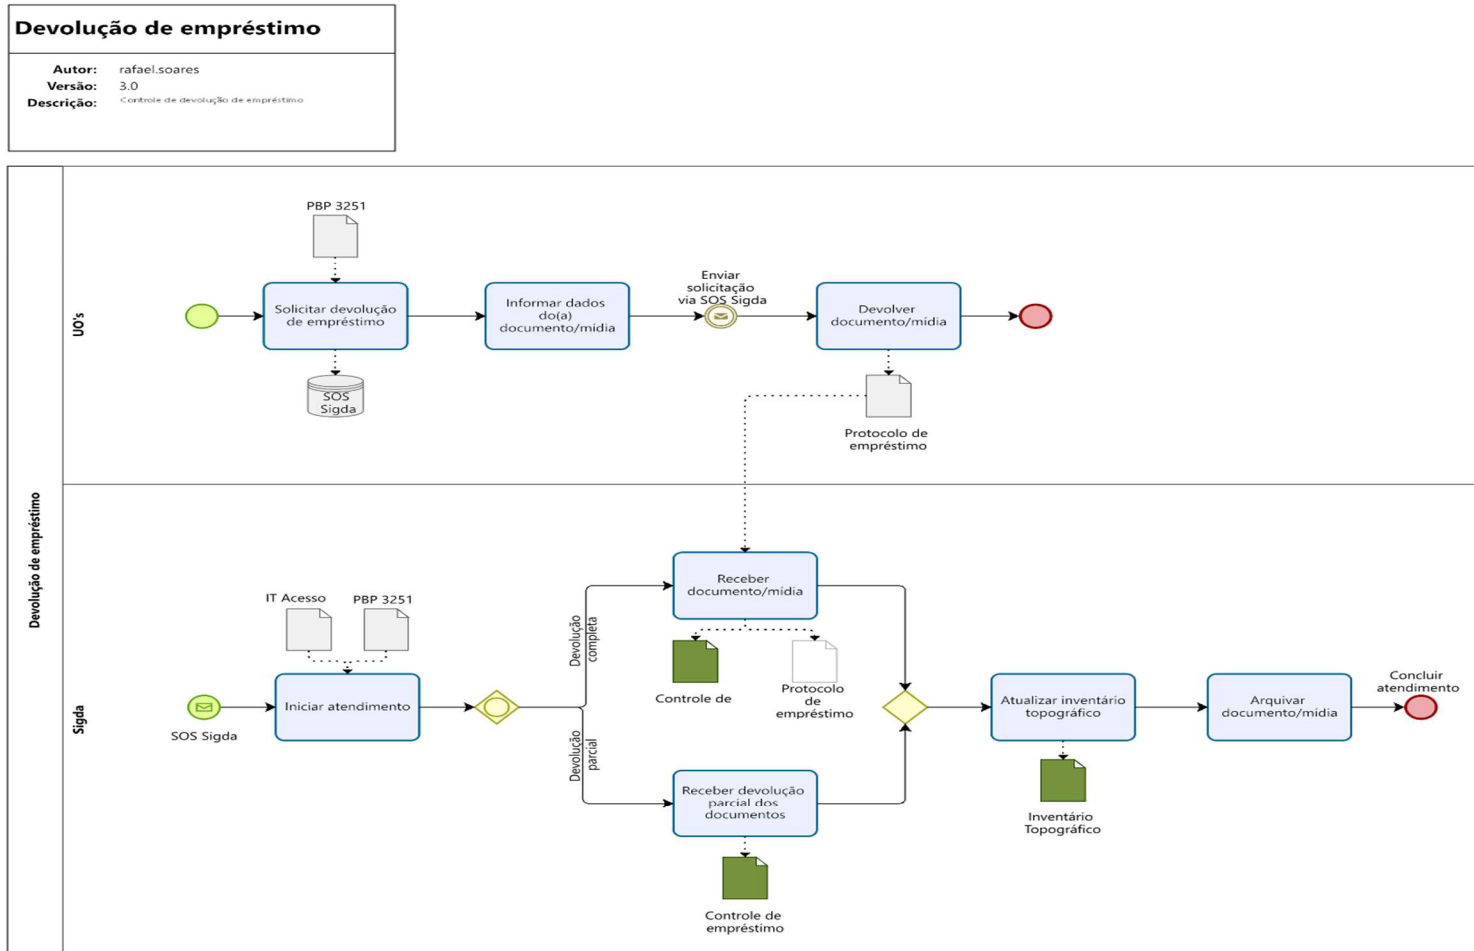 Devolução de empréstimo
Autor: rafael.soares
Versão: 3.0
Descrição: Controle de devolução de empréstimo
Devolução de empréstimo
UO's
PBP 3251
Solicitar devolução
de empréstimo
SOS
Sigda
Informar dados
do(a)
documento/mídia
Enviar
solicitação
via SOS Sigda
Devolver
documento/mídia
Protocolo de
empréstimo
Sigda
SOS Sigda
IT Acesso
PBP 3251
Iniciar atendimento
Devolução
completa
Devolução
parcial
Receber
documento/mídia
Controle de
Protocolo
de
empréstimo
Receber devolução
parcial dos
documentos
Controle de
empréstimo
Atualizar inventário
topográfico
Inventário
Topográfico
Arquivar
documento/mídia
Concluir
atendimento